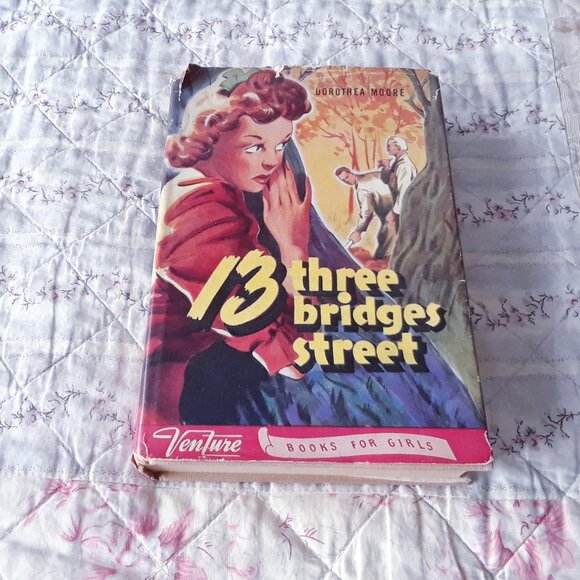 DOROTHEA MOORE
13 three
bridges
street
Venture
BOOKS FOR GIRLS